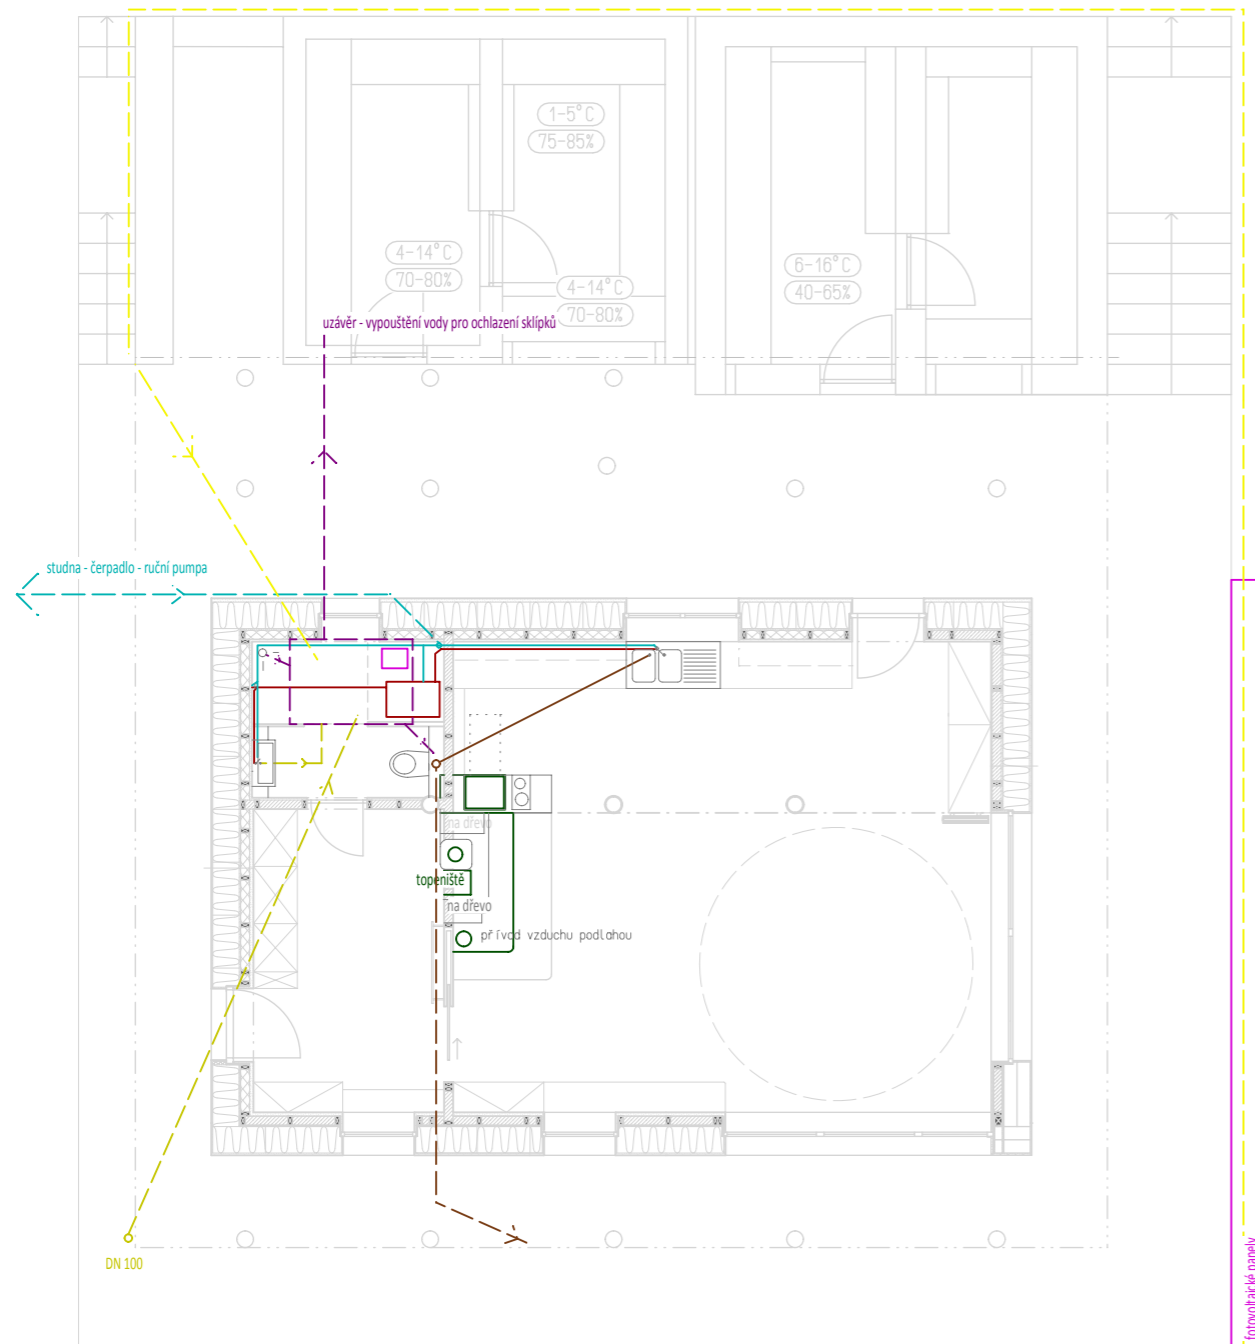 1-5°C
75-85%
4-14°C
70-80%
6-16°C
40-65%
4-14°C
70-80%
uzávěr - vypouštění vody pro ochlazení sklípků
studna - čerpadlo - ruční pumpa
na dřevo
topeniště
na dřevo
přívod vzduchu podlahou
DN 100
fotovoltaické panely